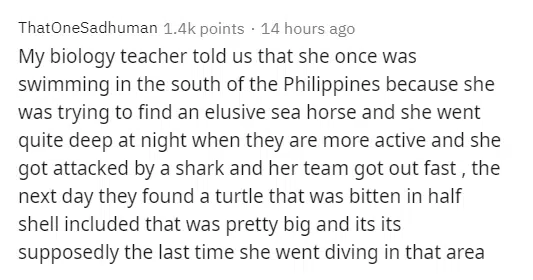 ThatOneSadhuman 1.4k points · 14 hours ago
My biology teacher told us that she once was
swimming in the south of the Philippines because she
was trying to find an elusive sea horse and she went
quite deep at night when they are more active and she
got attacked by a shark and her team got out fast , the
next day they found a turtle that was bitten in half
shell included that was pretty big and its its
supposedly the last time she went diving in that area